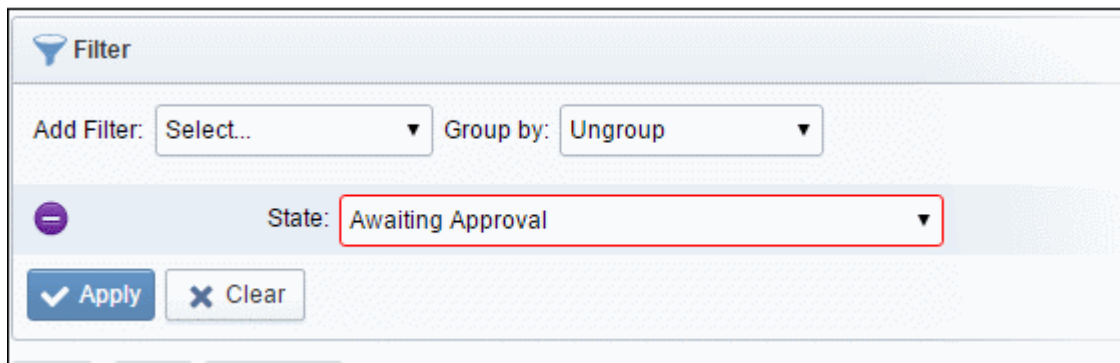 Filter
Add Filter: Select... Group by: Ungroup
State: Awaiting Approval
Apply Clear